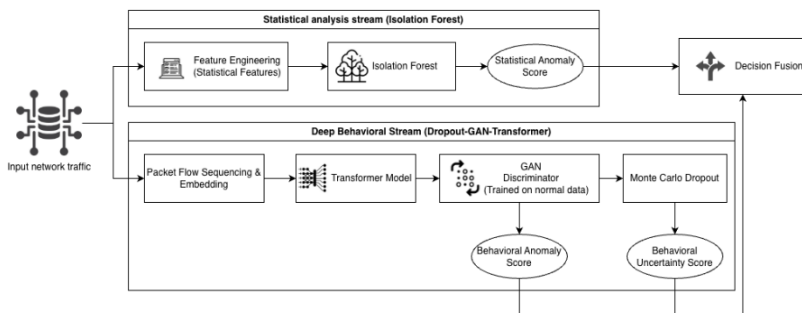 Statistical analysis stream (Isolation Forest)
Feature Engineering
(Statistical Features)
Isolation Forest
Statistical Anomaly
Score
Decision Fusion
Input network traffic
Deep Behavioral Stream (Dropout-GAN-Transformer)
Packet Flow Sequencing &
Embedding
Transformer Model
GAN
Discriminator
(Trained on normal data)
Monte Carlo Dropout
Behavioral Anomaly
Score
Behavioral
Uncertainty Score